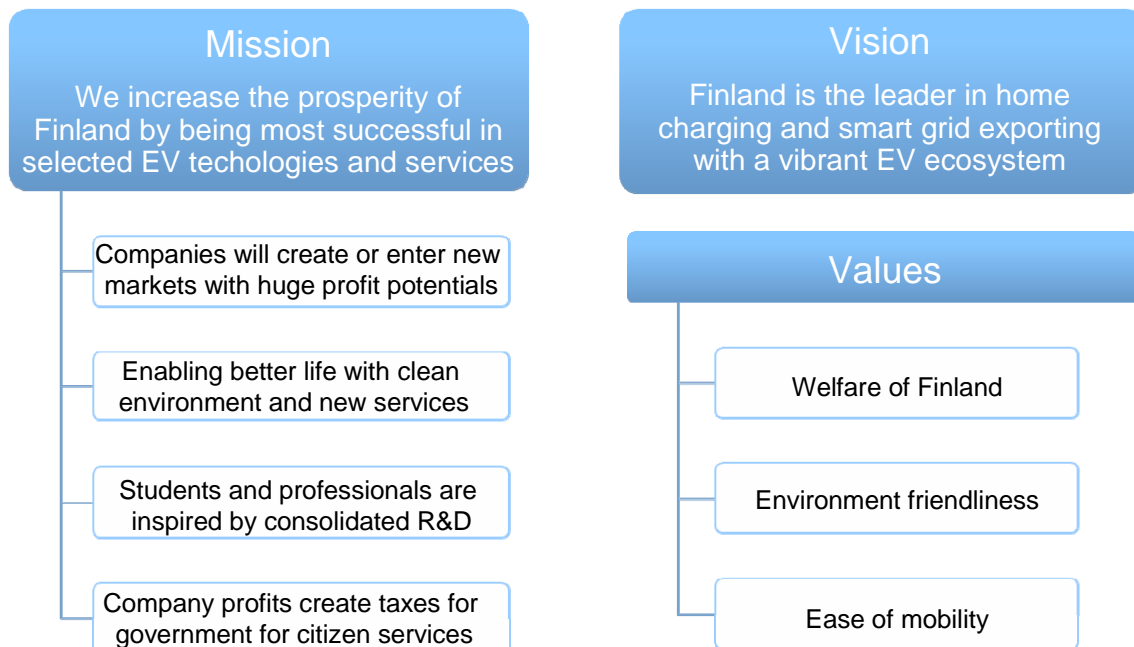 Mission
We increase the prosperity of
Finland by being most successful in
selected EV techologies and services
Companies will create or enter new
markets with huge profit potentials
Enabling better life with clean
environment and new services
Students and professionals are
inspired by consolidated R&D
Company profits create taxes for
government for citizen services
Vision
Finland is the leader in home
charging and smart grid exporting
with a vibrant EV ecosystem
Values
Welfare of Finland
Environment friendliness
Ease of mobility